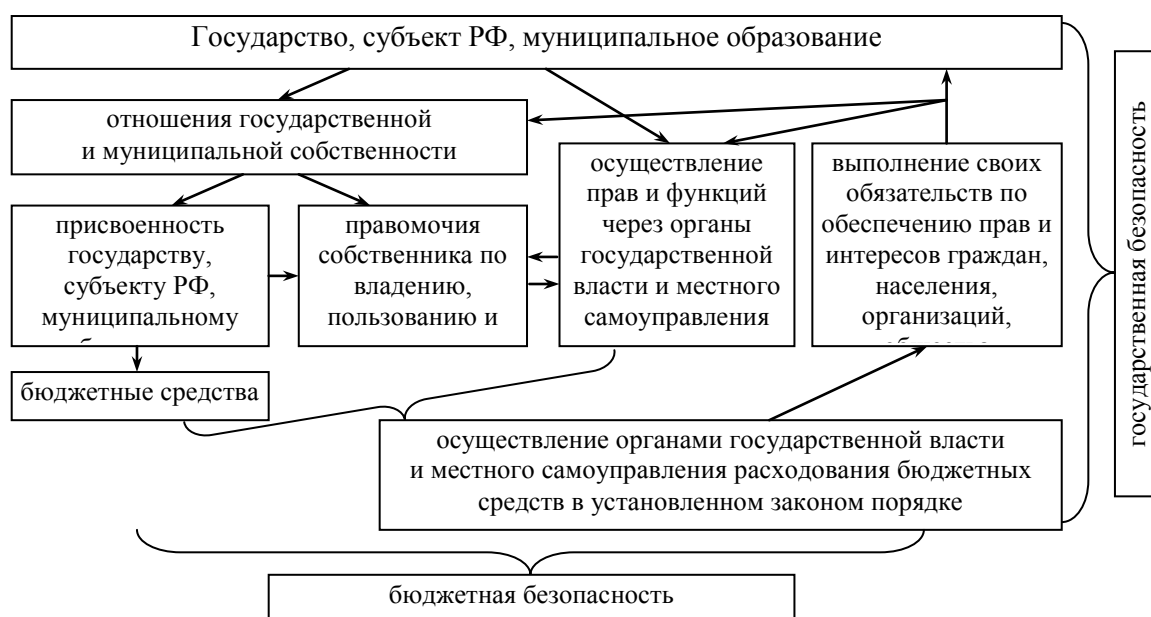 Государство, субъект РФ, муниципальное образование
отношения государственной
и муниципальной собственности
присвоенность
государству,
субъекту РФ,
муниципальному
правомочия
собственника по
владению,
пользованию и
осуществление
прав и функций
через органы
государственной
власти и местного
самоуправления
выполнение своих
обязательств по
обеспечению прав и
интересов граждан,
населения,
организаций,
бюджетные средства
осуществление органами государственной власти
и местного самоуправления расходования бюджетных
средств в установленном законом порядке
бюджетная безопасность
государственная безопасность